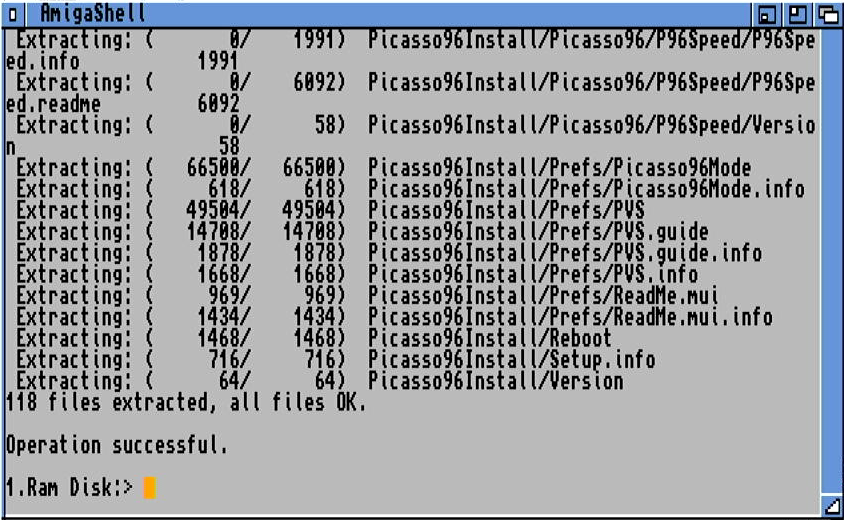 AmigaShell
Extracting: (       0/    1991)  Picasso96Install/Picasso96/P96Speed/P96Spe
ed.info           1991
Extracting: (       0/    6092)  Picasso96Install/Picasso96/P96Speed/P96Spe
ed.readme         6092
Extracting: (       0/      58)  Picasso96Install/Picasso96/P96Speed/Versio
n                   58
Extracting: (   66500/   66500)  Picasso96Install/Prefs/Picasso96Mode
Extracting: (     618/     618)  Picasso96Install/Prefs/Picasso96Mode.info
Extracting: (   49504/   49504)  Picasso96Install/Prefs/PVS
Extracting: (   14708/   14708)  Picasso96Install/Prefs/PVS.guide
Extracting: (    1878/    1878)  Picasso96Install/Prefs/PVS.guide.info
Extracting: (    1668/    1668)  Picasso96Install/Prefs/PVS.info
Extracting: (     969/     969)  Picasso96Install/Prefs/ReadMe.mui
Extracting: (    1434/    1434)  Picasso96Install/Prefs/ReadMe.mui.info
Extracting: (    1468/    1468)  Picasso96Install/Reboot
Extracting: (     716/     716)  Picasso96Install/Setup.info
Extracting: (      64/      64)  Picasso96Install/Version
118 files extracted, all files OK.
Operation successful.
1.Ram Disk:>